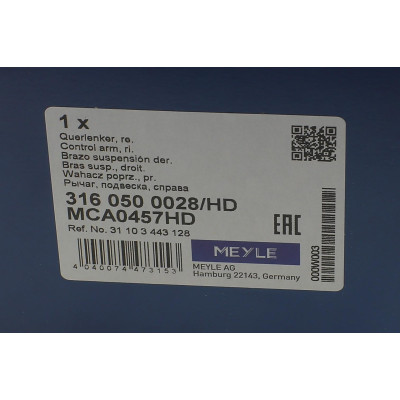 1 x
Querlenker, re.
Control arm, ri.
Brazo suspensión der.
Bras susp., droit.
Wahacz poprz., pr.
Рычаг, подвеска, справа
316 050 0028/HD
MCA0457HD
Ref. No. 31 10 3 443 128
EAC
MEYLE
MEYLE AG
Hamburg 22143, Germany
4 040074 473153
000W003